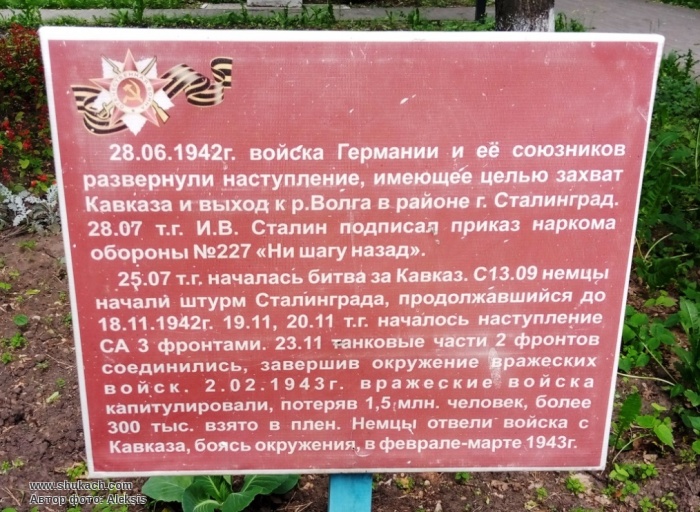 28.06.1942г. войска Германии и её союзников
развернули наступление, имеющее целью захват
Кавказа и выход к р.Волга в районе г. Сталинград.
28.07 т.г. И.В. Сталин подписал приказ наркома
обороны №227 «Ни шагу назад».
25.07 т.г. началась битва за Кавказ. С13.09 немцы
начали штурм Сталинграда, продолжавшийся до
18.11.1942г. 19.11, 20.11 т.г. началось наступление
СА 3 фронтами. 23.11 танковые части 2 фронтов
соединились, завершив окружение вражеских
войск. 2.02.1943г. вражеские войска
капитулировали, потеряв 1,5 млн. человек, более
300 тыс. взято в плен. Немцы отвели войска с
Кавказа, боясь окружения, в феврале-марте 1943г.
www.shukach.com
Автор фото: Aleksis